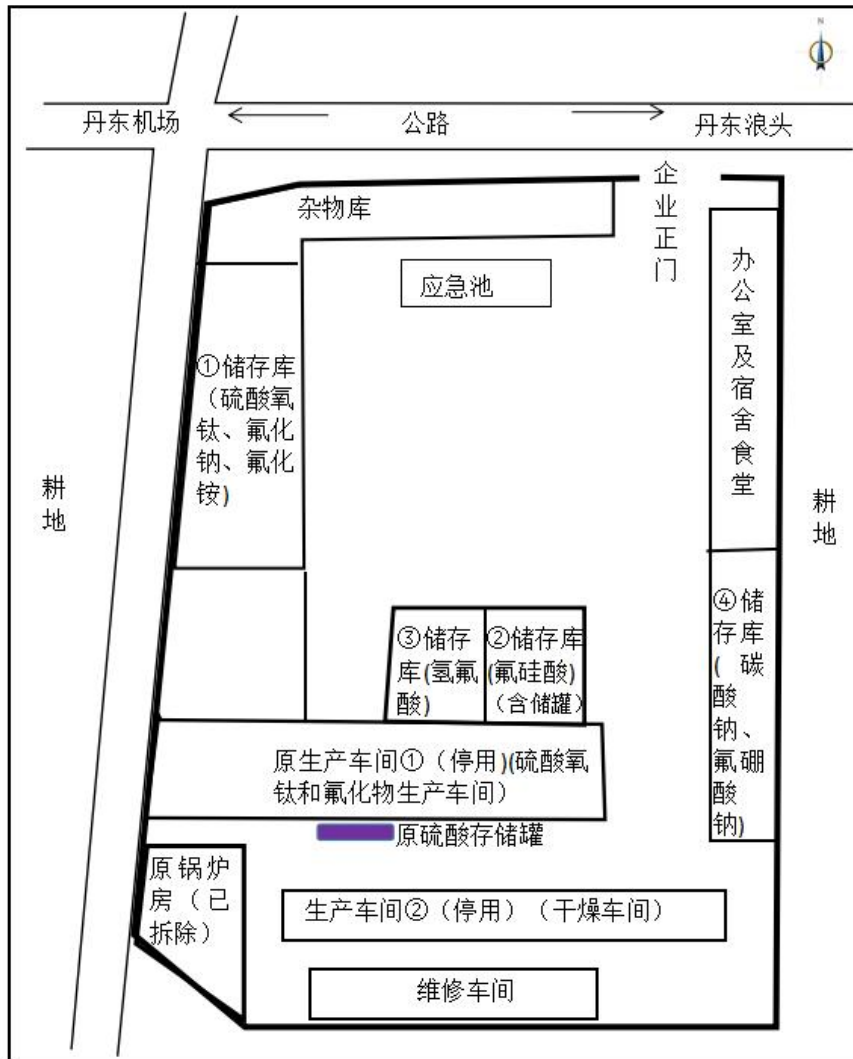 N
丹东机场
公路
丹东浪头
企业正门
杂物库
应急池
办公室及宿舍食堂
①储存库
（硫酸氧
钛、氟化
钠、氟化
铵)
耕地
耕地
③储存
库(氢氟
酸)
②储存库
(氟硅酸)
（含储罐）
④储
存库
( 碳
酸
钠、
氟硼
酸
钠)
原生产车间①（停用)(硫酸氧
钛和氟化物生产车间）
原硫酸存储罐
原锅炉
房（已
拆除）
生产车间②（停用）（干燥车间）
维修车间